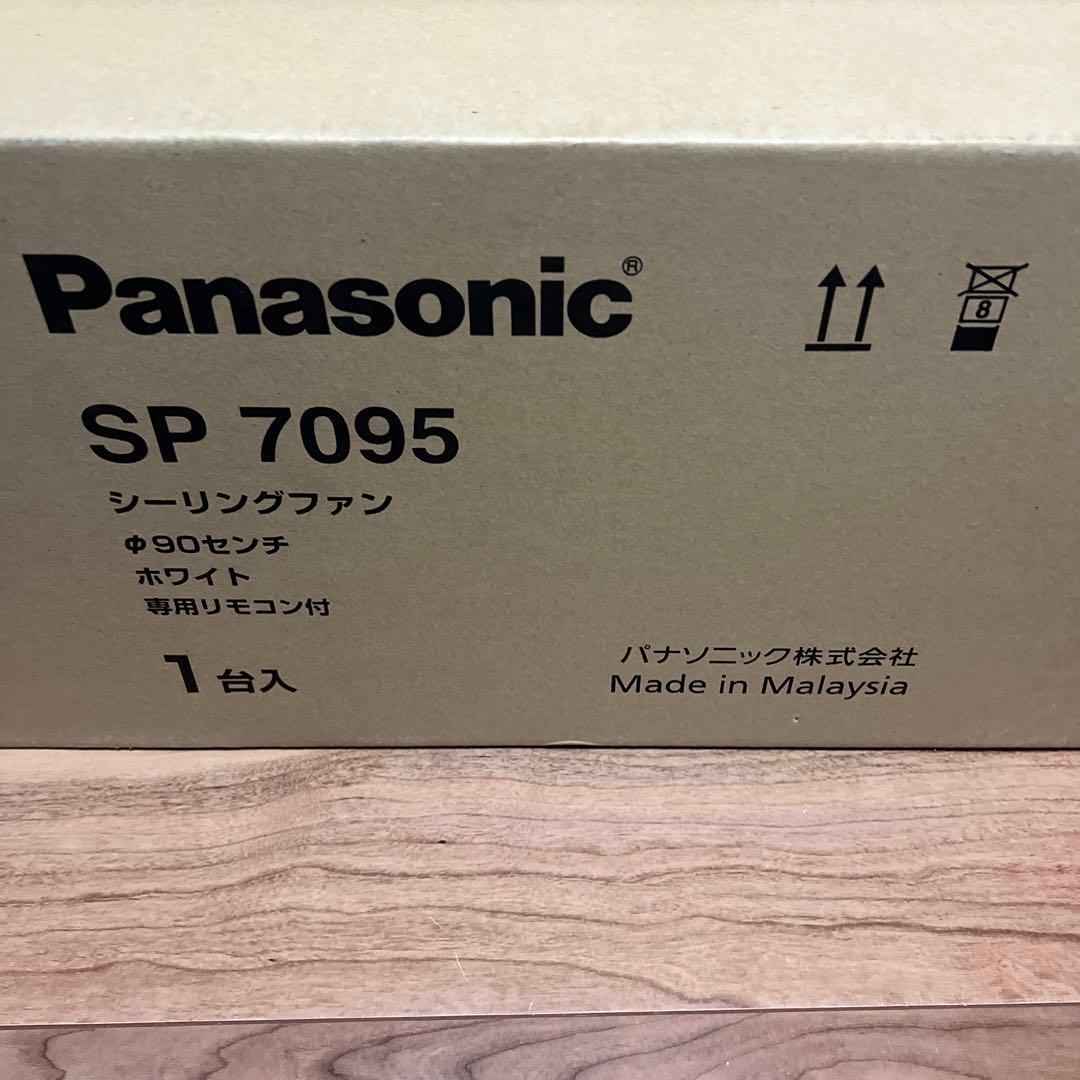 Panasonic®
8
SP 7095
シーリングファン
Φ90センチ
ホワイト
専用リモコン付
1台入
パナソニック株式会社
Made in Malaysia